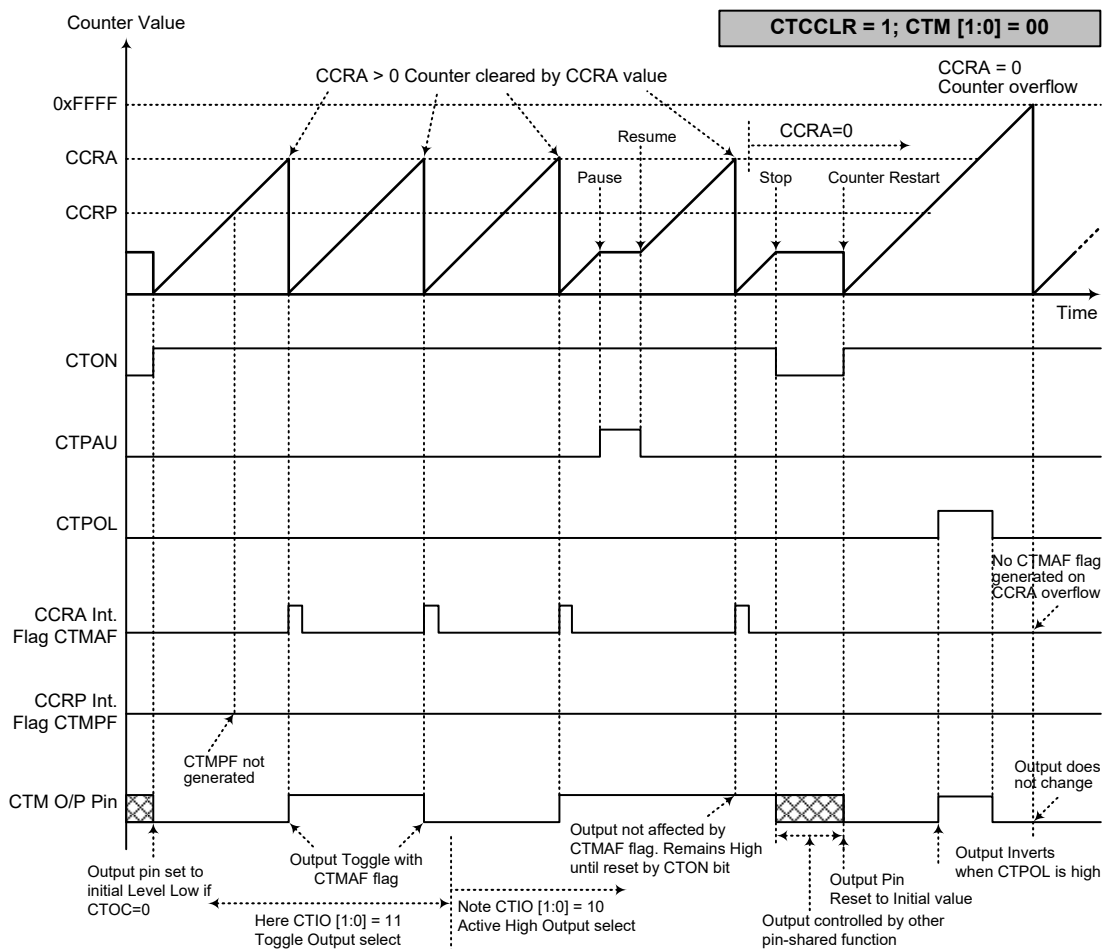 Counter Value
CTCCLR = 1; CTM [1:0] = 00
CCRA > 0 Counter cleared by CCRA value
CCRA = 0
Counter overflow
0xFFFF
Resume
CCRA=0
CCRA
Pause
Stop
Counter Restart
CCRP
Time
CTON
CTPAU
CTPOL
No CTMAF flag
generated on
CCRA overflow
CCRA Int.
Flag CTMAF
CCRP Int.
Flag CTMPF
CTMPF not
generated
Output does
not change
CTM O/P Pin
Output pin set to
initial Level Low if
CTOC=0
Output Toggle with
CTMAF flag
Output not affected by
CTMAF flag. Remains High
until reset by CTON bit
Output Inverts
when CTPOL is high
Output Pin
Reset to Initial value
Here CTIO [1:0] = 11
Toggle Output select
Note CTIO [1:0] = 10
Active High Output select
Output controlled by other
pin-shared function